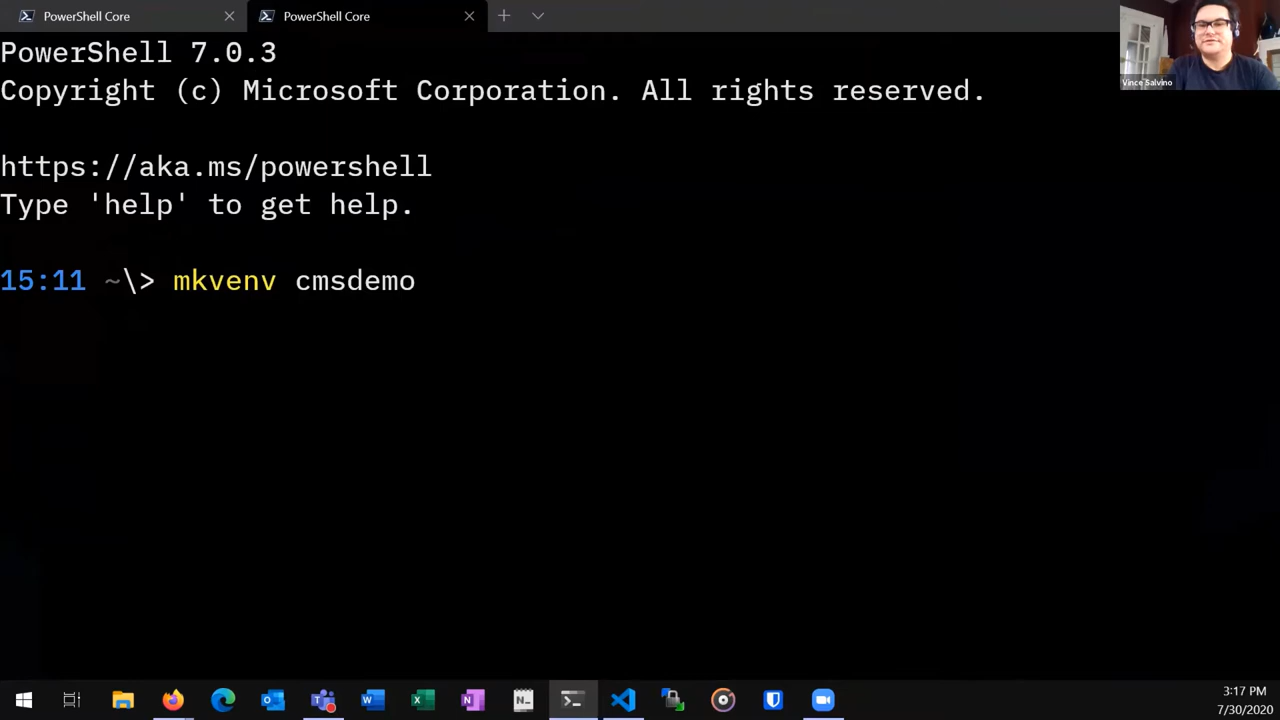 PowerShell Core
PowerShell Core
PowerShell 7.0.3
Copyright (c) Microsoft Corporation. All rights reserved.
https://aka.ms/powershell
Type 'help' to get help.
15:11 ~\> mkvenv cmsdemo
Vince Salvino
3:17 PM
7/30/2020